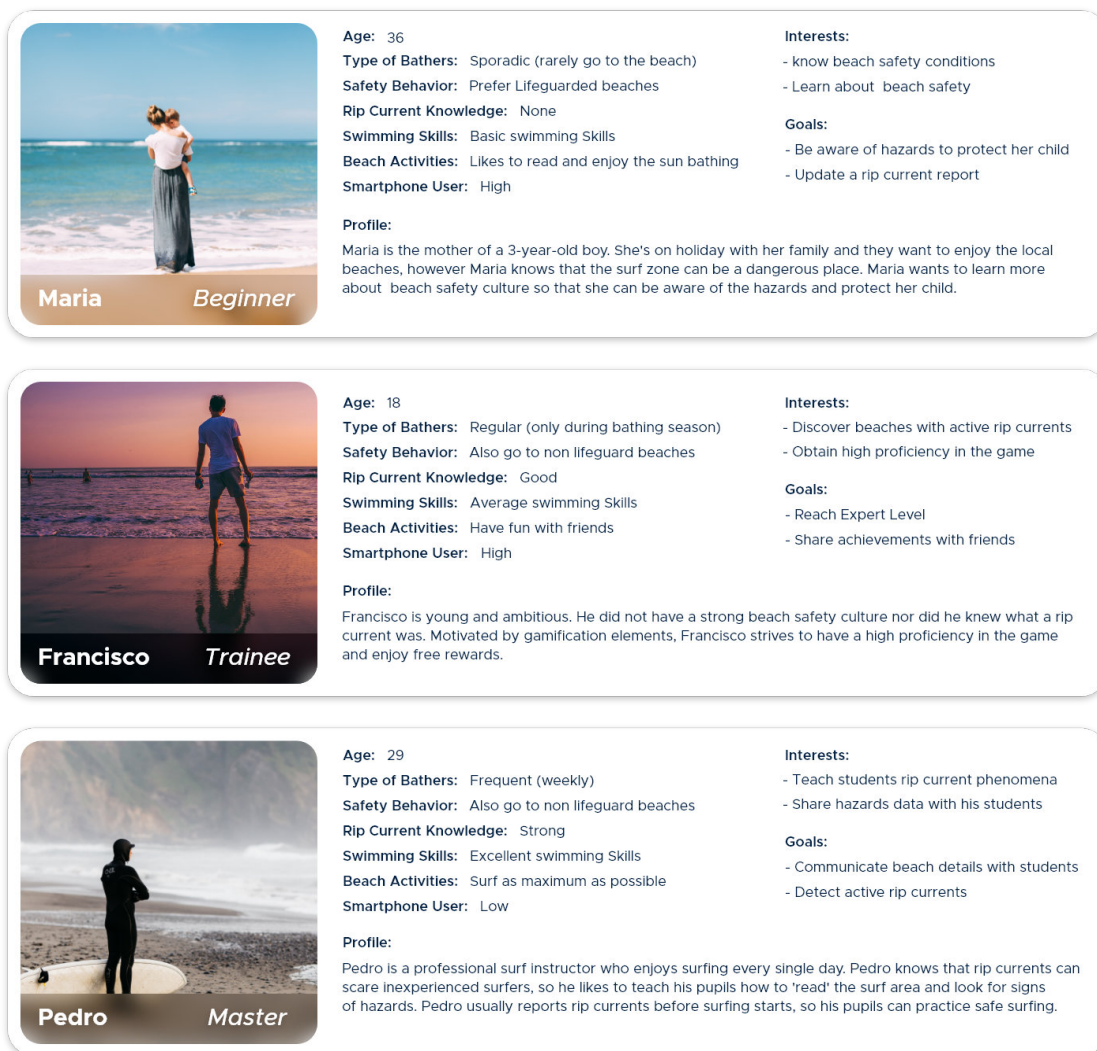 Age: 36
Type of Bathers: Sporadic (rarely go to the beach)
Safety Behavior: Prefer Lifeguarded beaches
Rip Current Knowledge: None
Swimming Skills: Basic swimming Skills
Beach Activities: Likes to read and enjoy the sun bathing
Smartphone User: High
Interests:
- know beach safety conditions
- Learn about beach safety
Goals:
- Be aware of hazards to protect her child
- Update a rip current report
Profile:
Maria is the mother of a 3-year-old boy. She's on holiday with her family and they want to enjoy the local
beaches, however Maria knows that the surf zone can be a dangerous place. Maria wants to learn more
about beach safety culture so that she can be aware of the hazards and protect her child.
Maria Beginner
Age: 18
Type of Bathers: Regular (only during bathing season)
Safety Behavior: Also go to non lifeguard beaches
Rip Current Knowledge: Good
Swimming Skills: Average swimming Skills
Beach Activities: Have fun with friends
Smartphone User: High
Interests:
- Discover beaches with active rip currents
- Obtain high proficiency in the game
Goals:
- Reach Expert Level
- Share achievements with friends
Profile:
Francisco is young and ambitious. He did not have a strong beach safety culture nor did he knew what a rip
current was. Motivated by gamification elements, Francisco strives to have a high proficiency in the game
and enjoy free rewards.
Francisco Trainee
Age: 29
Type of Bathers: Frequent (weekly)
Safety Behavior: Also go to non lifeguard beaches
Rip Current Knowledge: Strong
Swimming Skills: Excellent swimming Skills
Beach Activities: Surf as maximum as possible
Smartphone User: Low
Interests:
- Teach students rip current phenomena
- Share hazards data with his students
Goals:
- Communicate beach details with students
- Detect active rip currents
Profile:
Pedro is a professional surf instructor who enjoys surfing every single day. Pedro knows that rip currents can
scare inexperienced surfers, so he likes to teach his pupils how to 'read' the surf area and look for signs
of hazards. Pedro usually reports rip currents before surfing starts, so his pupils can practice safe surfing.
Pedro Master